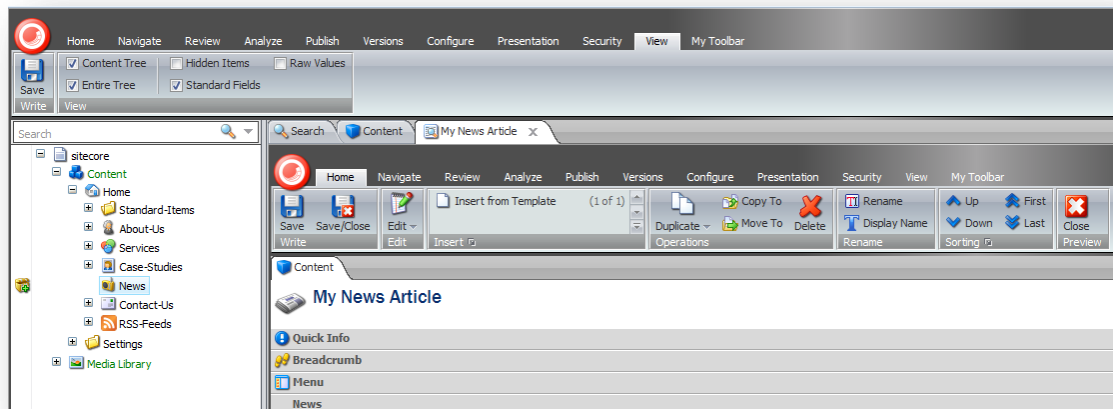 Home Navigate Review Analyze Publish Versions Configure Presentation Security View My Toolbar
Save
Write
Content Tree Hidden Items Raw Values
Entire Tree Standard Fields
View
Search
sitecore
Content
Home
Standard-Items
About-Us
Services
Case-Studies
News
Contact-Us
RSS-Feeds
Settings
Media Library
Search Content My News Article X
Home Navigate Review Analyze Publish Versions Configure Presentation Security View My Toolbar
Save Save/Close
Write
Edit
Edit
Insert from Template (1 of 1)
Insert
Duplicate Copy To Move To Delete
Operations
Rename
Display Name
Rename
Up First
Down Last
Sorting
Close
Preview
Content
My News Article
Quick Info
Breadcrumb
Menu
News